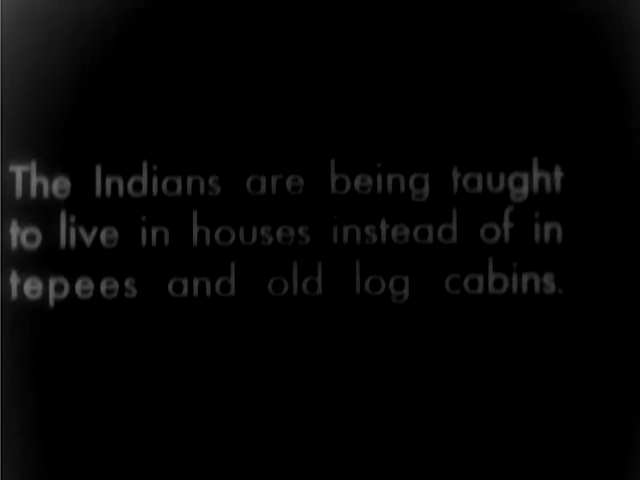 The Indians are being taught
to live in houses instead of in
tepees and old log cabins.